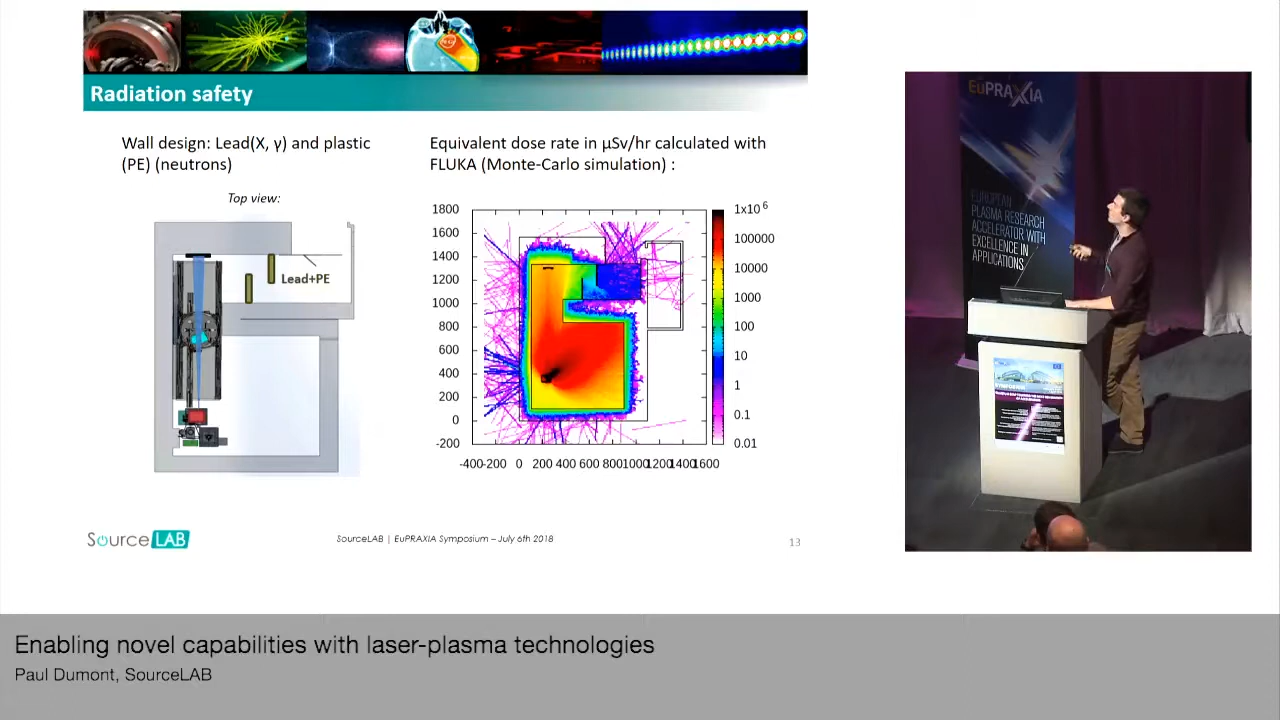 Radiation safety
Wall design: Lead(X, γ) and plastic
(PE) (neutrons)
Top view:
Lead+PE
Equivalent dose rate in µSv/hr calculated with
FLUKA (Monte-Carlo simulation) :
1800
1600
1400
1200
1000
800
600
400
200
0
-200
-400-200 0 200 400 600 8001000120014001600
1x10 6
100000
10000
1000
100
10
1
0.1
0.01
SourceLAB
SourceLAB | EuPRAXIA Symposium – July 6th 2018
13
EuPRAXIA
EUROPEAN
PLASMA RESEARCH
ACCELERATOR WITH
EXCELLENCE IN
APPLICATIONS
SYMPOSIUM
Enabling novel capabilities with laser-plasma technologies
Paul Dumont, SourceLAB